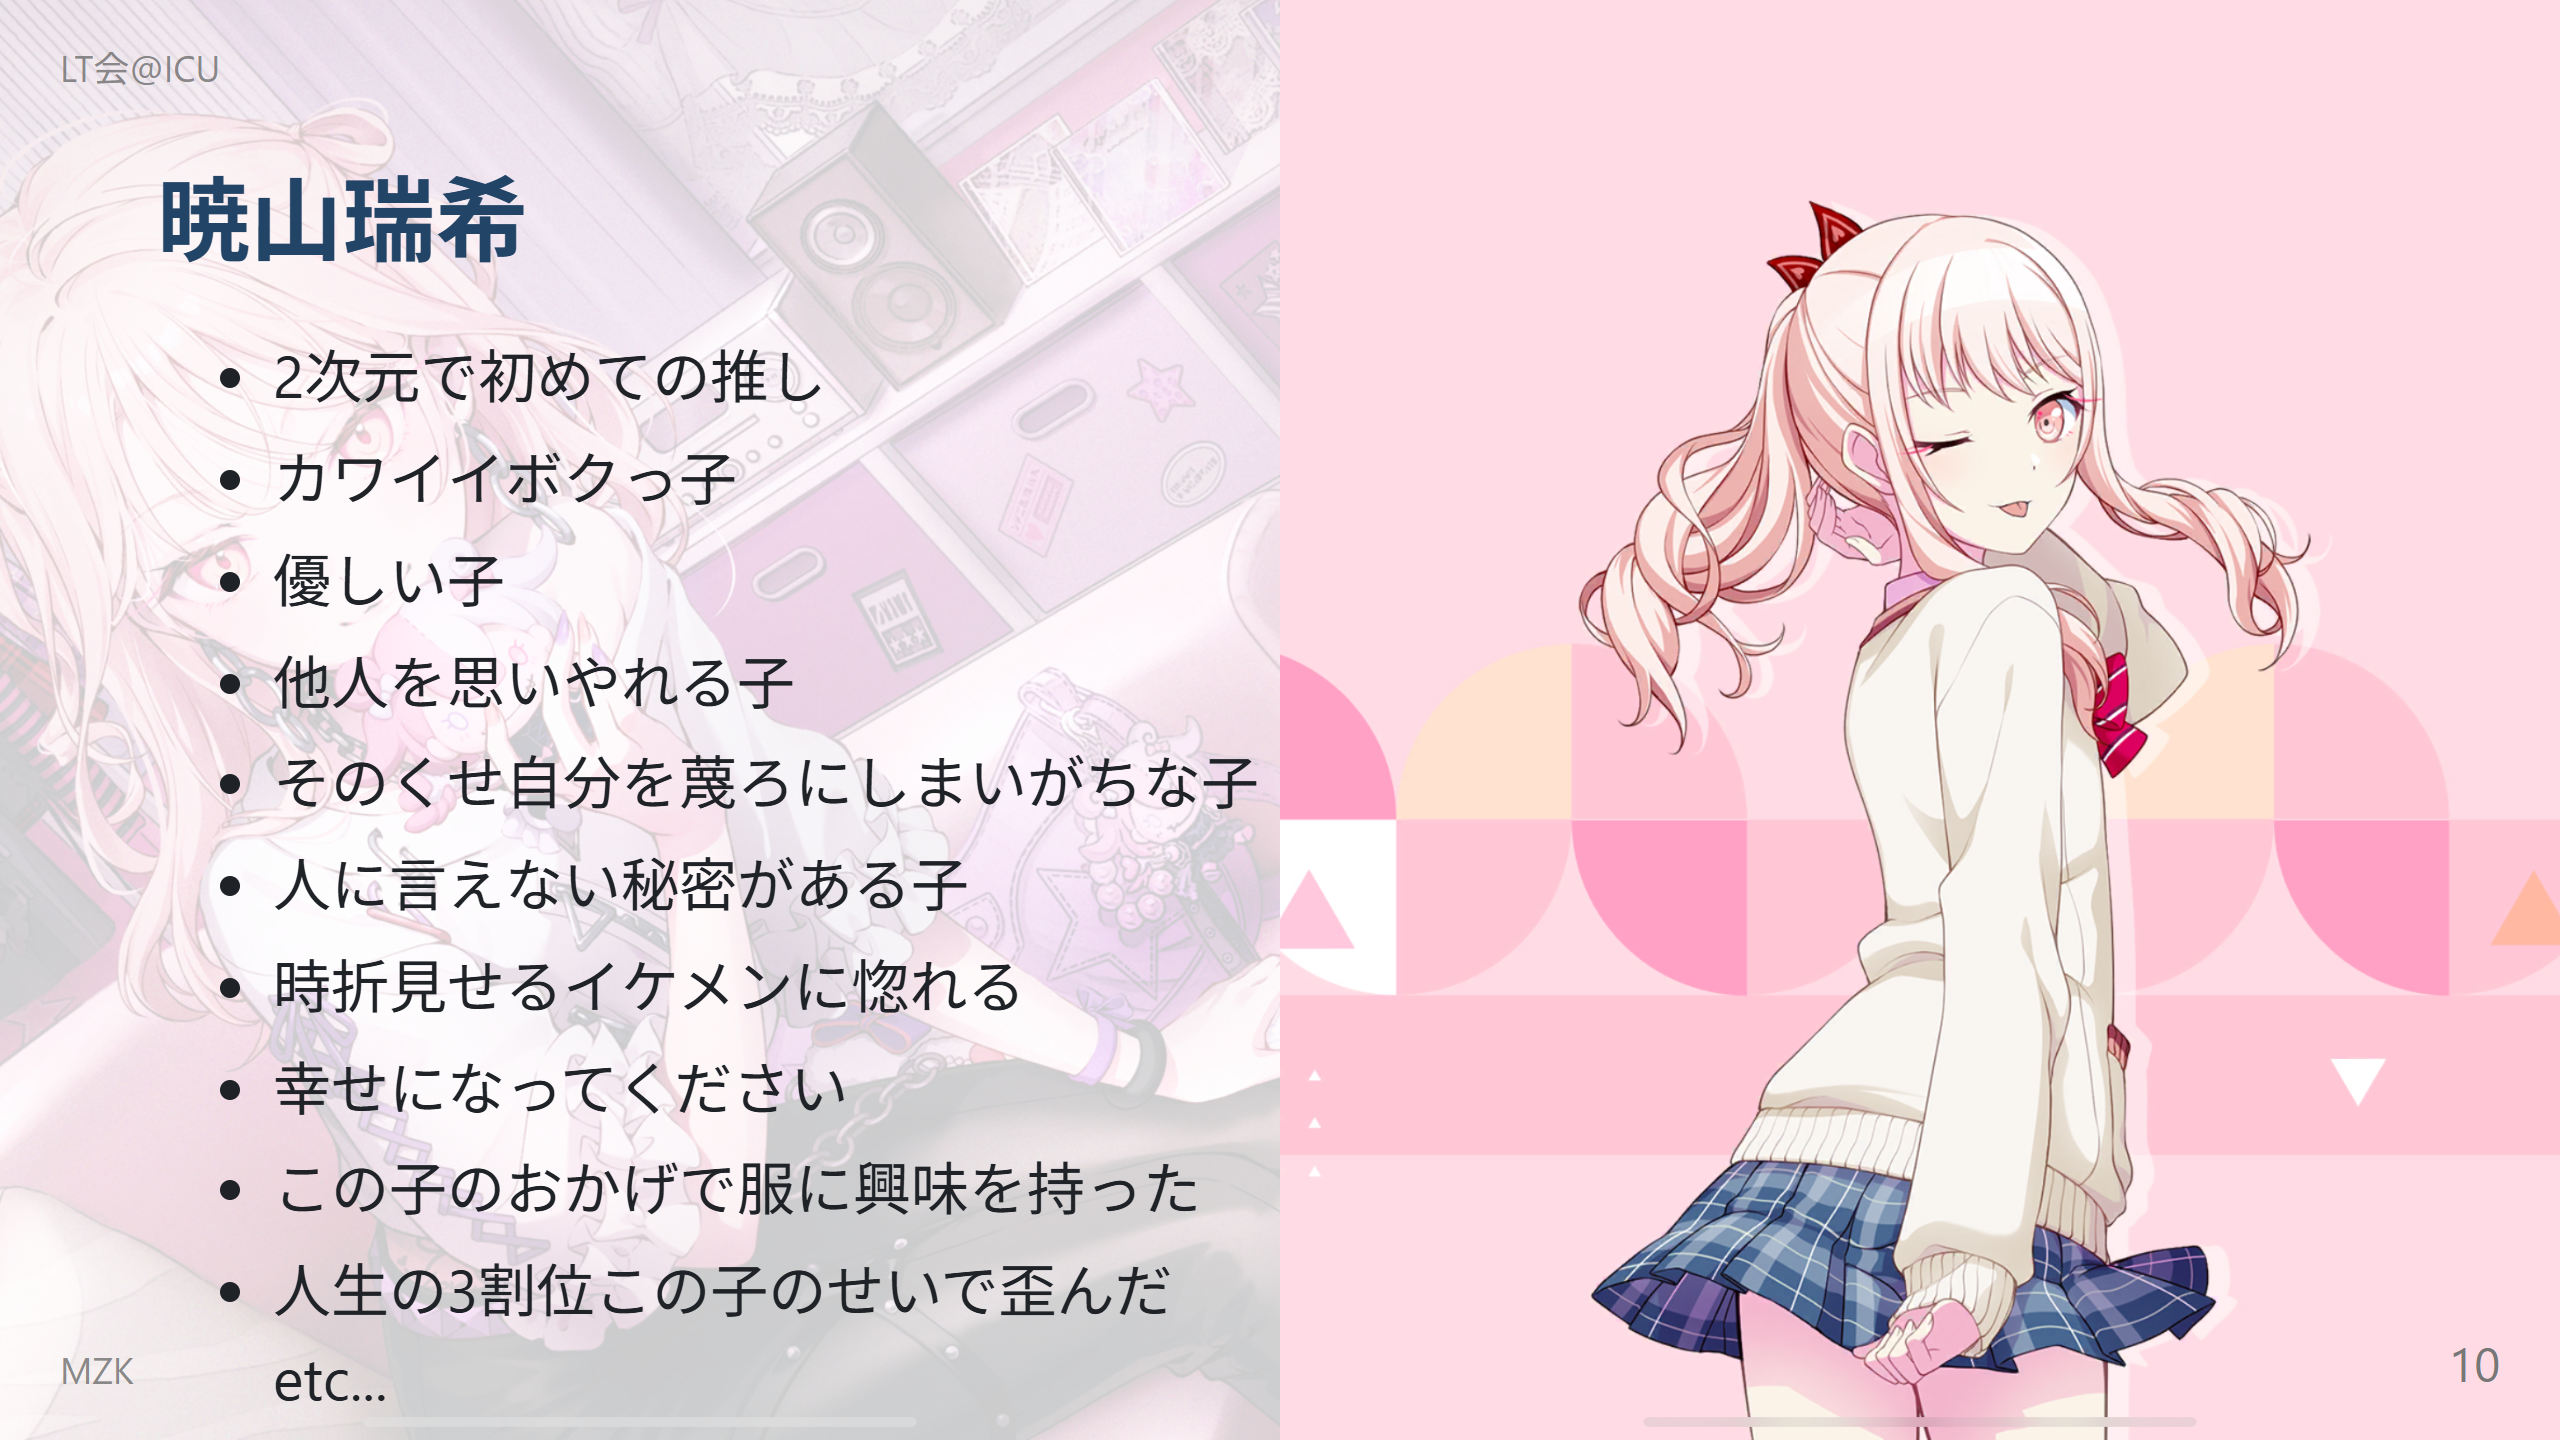 LT会@ICU
暁山瑞希
• 2次元で初めての推し
• カワイイボクっ子
• 優しい子
• 他人を思いやれる子
• そのくせ自分を蔑ろにしまいがちな子
• 人に言えない秘密がある子
• 時折見せるイケメンに惚れる
• 幸せになってください
• この子のおかげで服に興味を持った
• 人生の3割位この子のせいで歪んだ
etc...
MZK
10